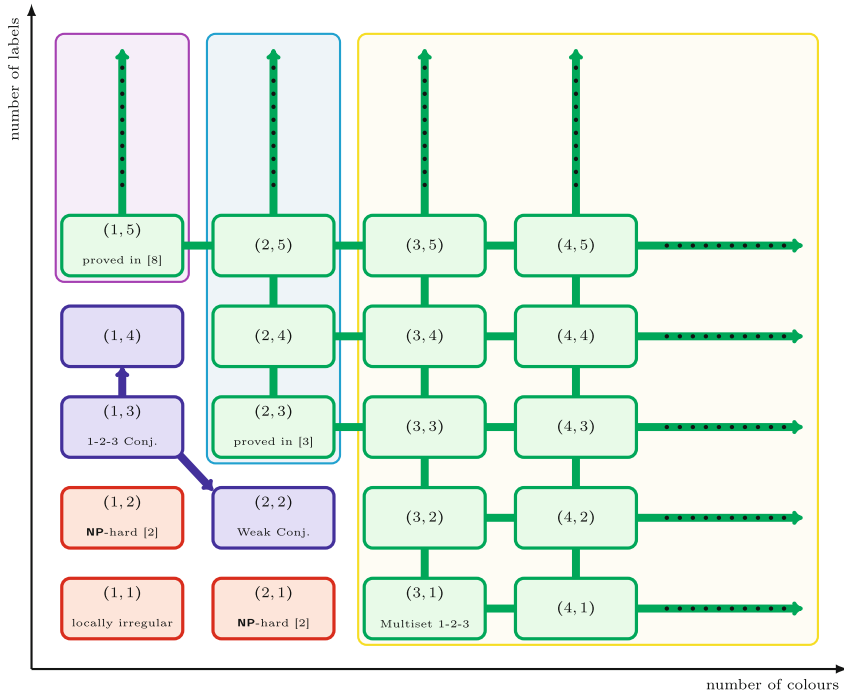 number of labels
(1, 5)
proved in [8]
(2, 5)
(3, 5)
(4, 5)
(1, 4)
(2, 4)
(3, 4)
(4, 4)
(1, 3)
1-2-3 Conj.
(2, 3)
proved in [3]
(3, 3)
(4, 3)
(1, 2)
NP-hard [2]
(2, 2)
Weak Conj.
(3, 2)
(4, 2)
(1, 1)
locally irregular
(2, 1)
NP-hard [2]
(3, 1)
Multiset 1-2-3
(4, 1)
number of colours